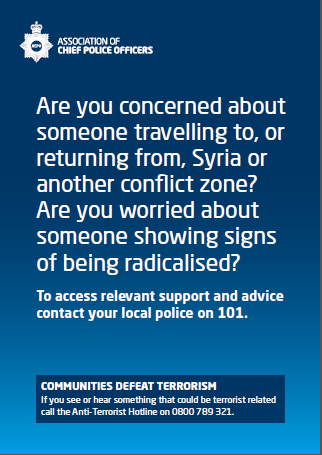 ACPO
ASSOCIATION OF
CHIEF POLICE OFFICERS
Are you concerned about
someone travelling to, or
returning from, Syria or
another conflict zone?
Are you worried about
someone showing signs
of being radicalised?
To access relevant support and advice
contact your local police on 101.
COMMUNITIES DEFEAT TERRORISM
If you see or hear something that could be terrorist related
call the Anti-Terrorist Hotline on 0800 789 321.